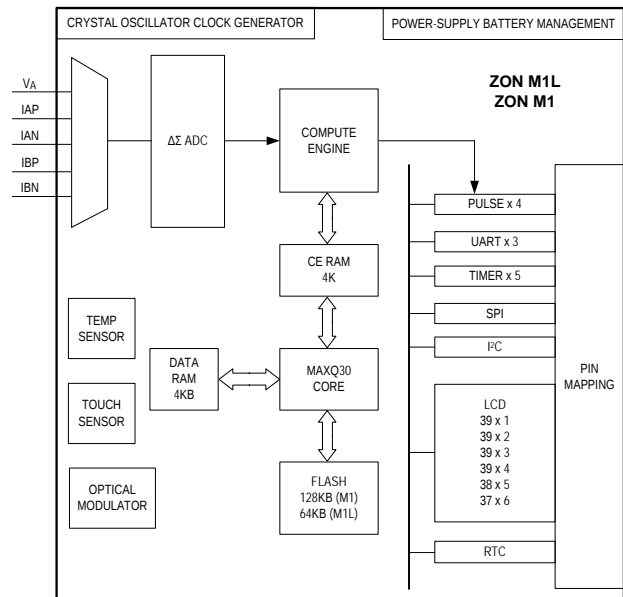 CRYSTAL OSCILLATOR CLOCK GENERATOR
POWER-SUPPLY BATTERY MANAGEMENT
ZON M1L
ZON M1
VA
IAP
IAN
IBP
IBN
ΔΣ ADC
COMPUTE
ENGINE
PULSE x 4
UART x 3
TIMER x 5
SPI
I²C
CE RAM
4K
TEMP
SENSOR
DATA
RAM
4KB
MAXQ30
CORE
PIN
MAPPING
TOUCH
SENSOR
LCD
39 x 1
39 x 2
39 x 3
39 x 4
38 x 5
37 x 6
OPTICAL
MODULATOR
FLASH
128KB (M1)
64KB (M1L)
RTC